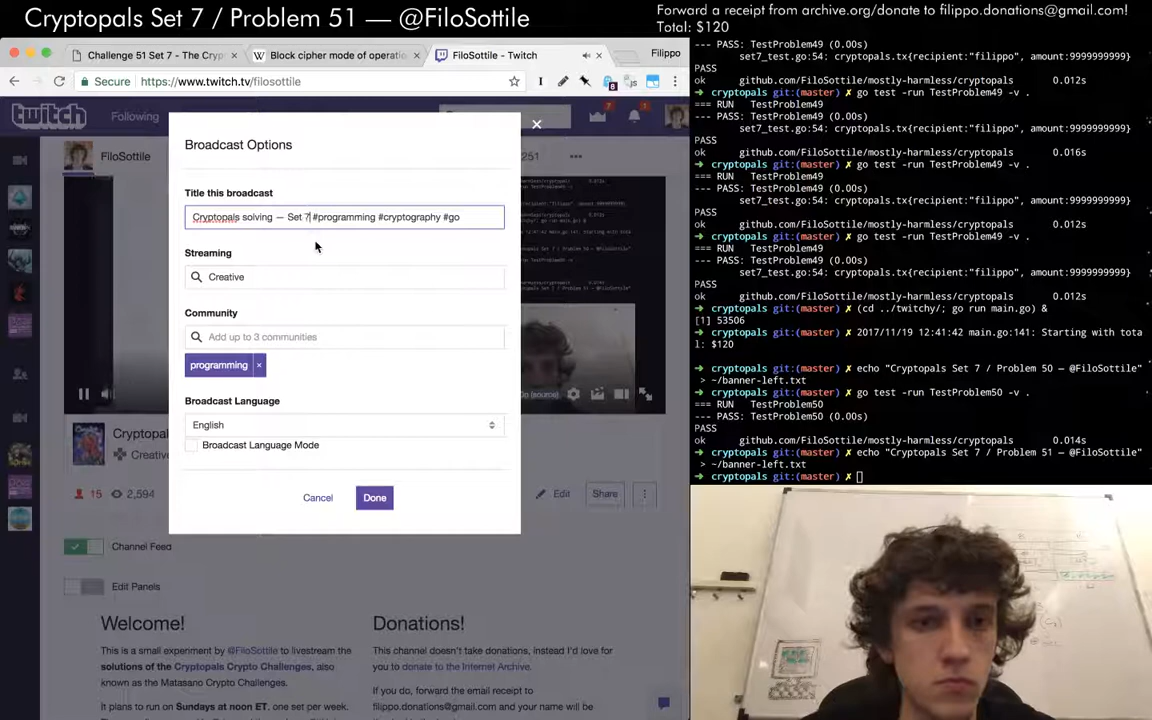 Cryptopals Set 7 / Problem 51 — @FiloSottile
Forward a receipt from archive.org/donate to filippo.donations@gmail.com!
Total: $120
Challenge 51 Set 7 - The Cryp
Block cipher mode of operatio
FiloSottile - Twitch
Filippo
Secure
https://www.twitch.tv/filosottile
8
twitch
Following
7
1
FiloSottile
251
Broadcast Options
Title this broadcast
Cryptopals solving — Set 7 #programming #cryptography #go
Streaming
Creative
Community
Add up to 3 communities
programming ×
Broadcast Language
English
Broadcast Language Mode
Cancel
Done
(source)
Cryptop
Creativ
15
2,594
Edit
Share
Channel Feed
Edit Panels
Welcome!
This is a small experiment by @FiloSottile to livestream the
solutions of the Cryptopals Crypto Challenges, also
known as the Matasano Crypto Challenges.
It plans to run on Sundays at noon ET, one set per week.
Donations!
This channel doesn't take donations, instead I'd love for
you to donate to the Internet Archive.
If you do, forward the email receipt to
filippo.donations@gmail.com and your name will be
--- PASS: TestProblem49 (0.00s)
set7_test.go:54: cryptopals.tx{recipient:"filippo", amount:9999999999}
PASS
ok github.com/FiloSottile/mostly-harmless/cryptopals 0.012s
➜ cryptopals git:(master) ✗ go test -run TestProblem49 -v .
=== RUN TestProblem49
--- PASS: TestProblem49 (0.00s)
set7_test.go:54: cryptopals.tx{recipient:"filippo", amount:9999999999}
PASS
ok github.com/FiloSottile/mostly-harmless/cryptopals 0.016s
➜ cryptopals git:(master) ✗ go test -run TestProblem49 -v .
=== RUN TestProblem49
--- PASS: TestProblem49 (0.00s)
set7_test.go:54: cryptopals.tx{recipient:"filippo", amount:9999999999}
PASS
ok github.com/FiloSottile/mostly-harmless/cryptopals 0.012s
➜ cryptopals git:(master) ✗ go test -run TestProblem49 -v .
=== RUN TestProblem49
--- PASS: TestProblem49 (0.00s)
set7_test.go:54: cryptopals.tx{recipient:"filippo", amount:9999999999}
PASS
ok github.com/FiloSottile/mostly-harmless/cryptopals 0.012s
➜ cryptopals git:(master) ✗ (cd ../twitchy/; go run main.go) &
[1] 53506
➜ cryptopals git:(master) ✗ 2017/11/19 12:41:42 main.go:141: Starting with tota
l: $120
➜ cryptopals git:(master) ✗ echo "Cryptopals Set 7 / Problem 50 — @FiloSottile"
> ~/banner-left.txt
➜ cryptopals git:(master) ✗ go test -run TestProblem50 -v .
=== RUN TestProblem50
--- PASS: TestProblem50 (0.00s)
PASS
ok github.com/FiloSottile/mostly-harmless/cryptopals 0.014s
➜ cryptopals git:(master) ✗ echo "Cryptopals Set 7 / Problem 51 — @FiloSottile"
> ~/banner-left.txt
➜ cryptopals git:(master) ✗